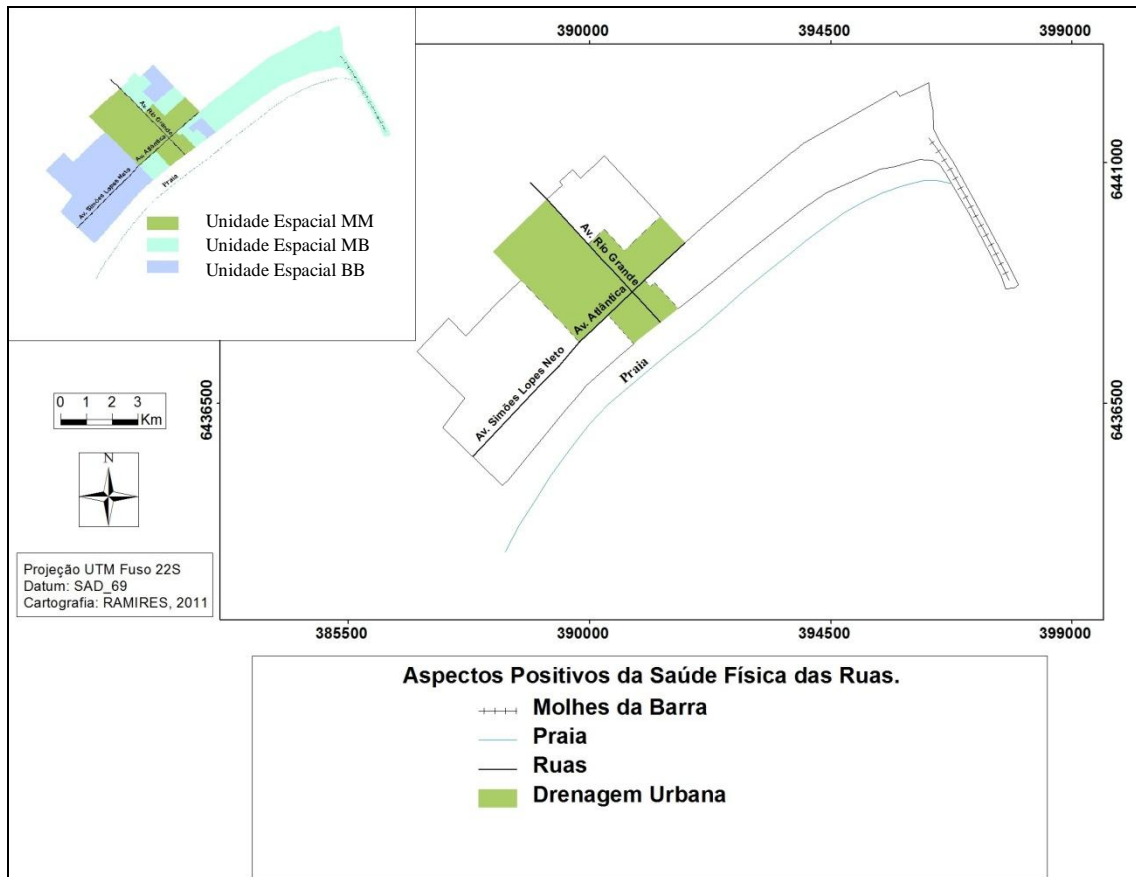 Av. Rio Grande
Av. Atlântica
Av. Simões Lopes Neto
Praia
Unidade Espacial MM
Unidade Espacial MB
Unidade Espacial BB
390000
394500
399000
6441000
6436500
Av. Rio Grande
Av. Atlântica
Av. Simões Lopes Neto
Praia
6441000
6436500
0 1 2 3
Km
N
Projeção UTM Fuso 22S
Datum: SAD_69
Cartografia: RAMIRES, 2011
385500
390000
394500
399000
Aspectos Positivos da Saúde Física das Ruas.
Molhes da Barra
Praia
Ruas
Drenagem Urbana